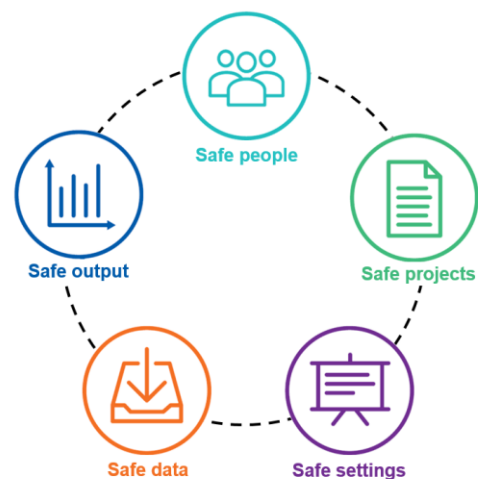 Safe people
Safe output
Safe projects
Safe data
Safe settings